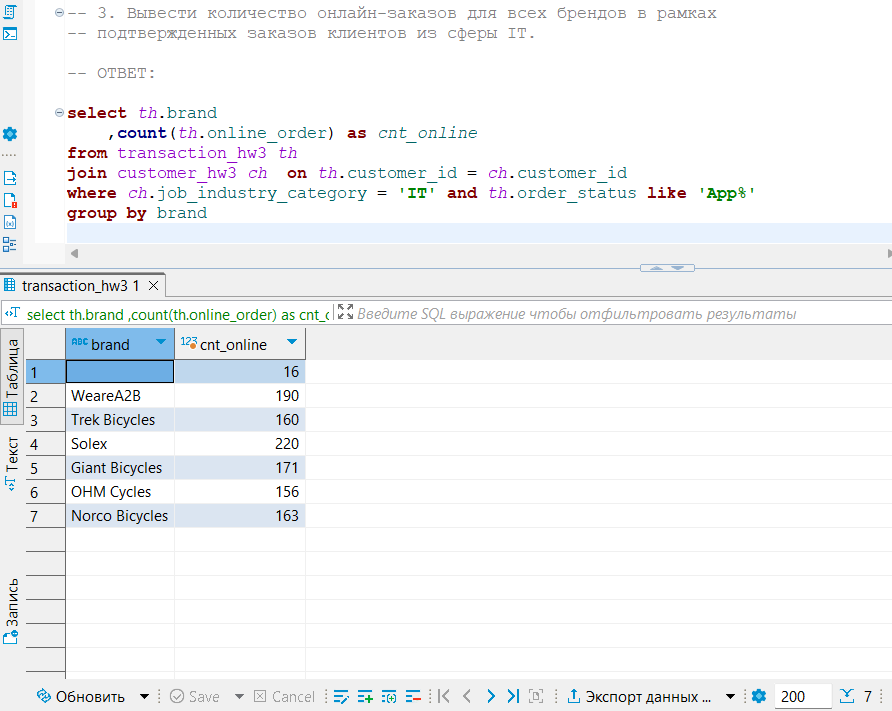 -- 3. Вывести количество онлайн-заказов для всех брендов в рамках
-- подтвержденных заказов клиентов из сферы IT.
-- ОТВЕТ:
select th.brand
,count(th.online_order) as cnt_online
from transaction_hw3 th
join customer_hw3 ch  on th.customer_id = ch.customer_id
where ch.job_industry_category = 'IT' and th.order_status like 'App%'
group by brand
transaction_hw3 1
select th.brand ,count(th.online_order) as cnt_c
Введите SQL выражение чтобы отфильтровать результаты
Таблица
Текст
Запись
ABC brand 123 cnt_online
1 16
2 WeareA2B 190
3 Trek Bicycles 160
4 Solex 220
5 Giant Bicycles 171
6 OHM Cycles 156
7 Norco Bicycles 163
Обновить Save Cancel Экспорт данных ... 200 7